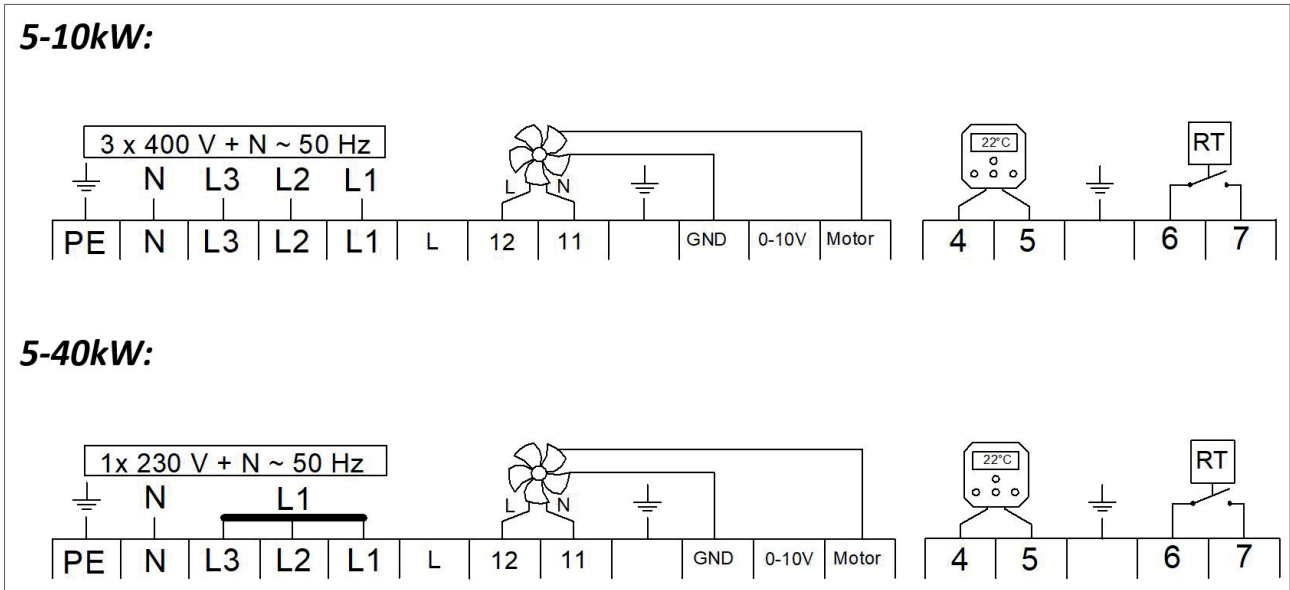 5-10kW:
3 x 400 V + N ~ 50 Hz
N L3 L2 L1
L N
22°C
RT
PE N L3 L2 L1 L 12 11 GND 0-10V Motor 4 5 6 7
5-40kW:
1x 230 V + N ~ 50 Hz
N L1
L N
22°C
RT
PE N L3 L2 L1 L 12 11 GND 0-10V Motor 4 5 6 7